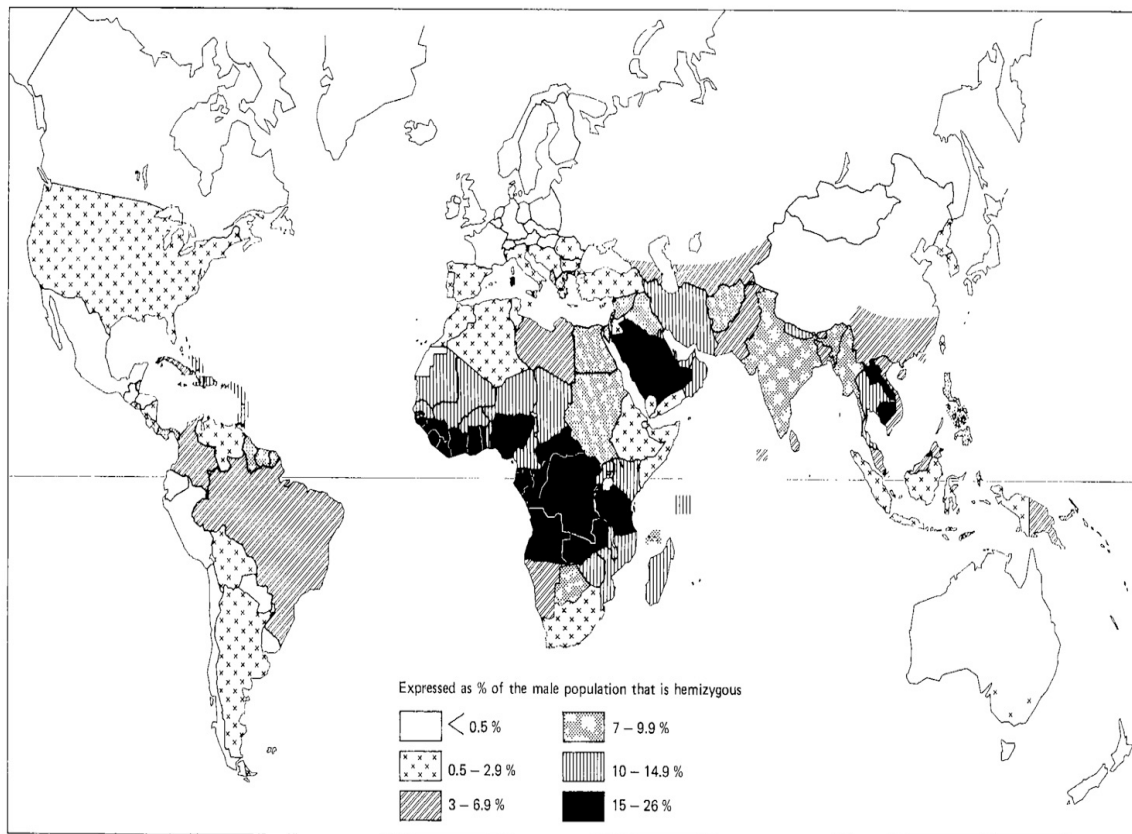 Expressed as % of the male population that is hemizygous
< 0.5 %
0.5 – 2.9 %
3 – 6.9 %
7 – 9.9 %
10 – 14.9 %
15 – 26 %